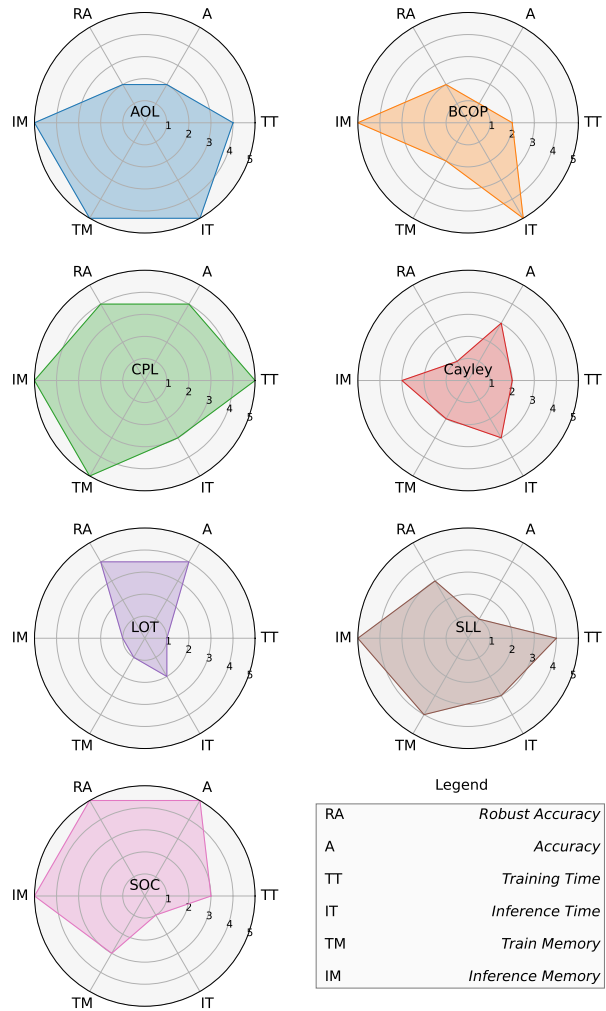 RA A RA A
IM AOL 1 2 3 4 5 TT IM BCOP 1 2 3 4 5 TT
TM IT TM IT
RA A RA A
IM CPL 1 2 3 4 5 TT IM Cayley 1 2 3 4 5 TT
TM IT TM IT
RA A RA A
IM LOT 1 2 3 4 5 TT IM SLL 1 2 3 4 5 TT
TM IT TM IT
RA A
IM SOC 1 2 3 4 5 TT
TM IT
Legend
RA Robust Accuracy
A Accuracy
TT Training Time
IT Inference Time
TM Train Memory
IM Inference Memory